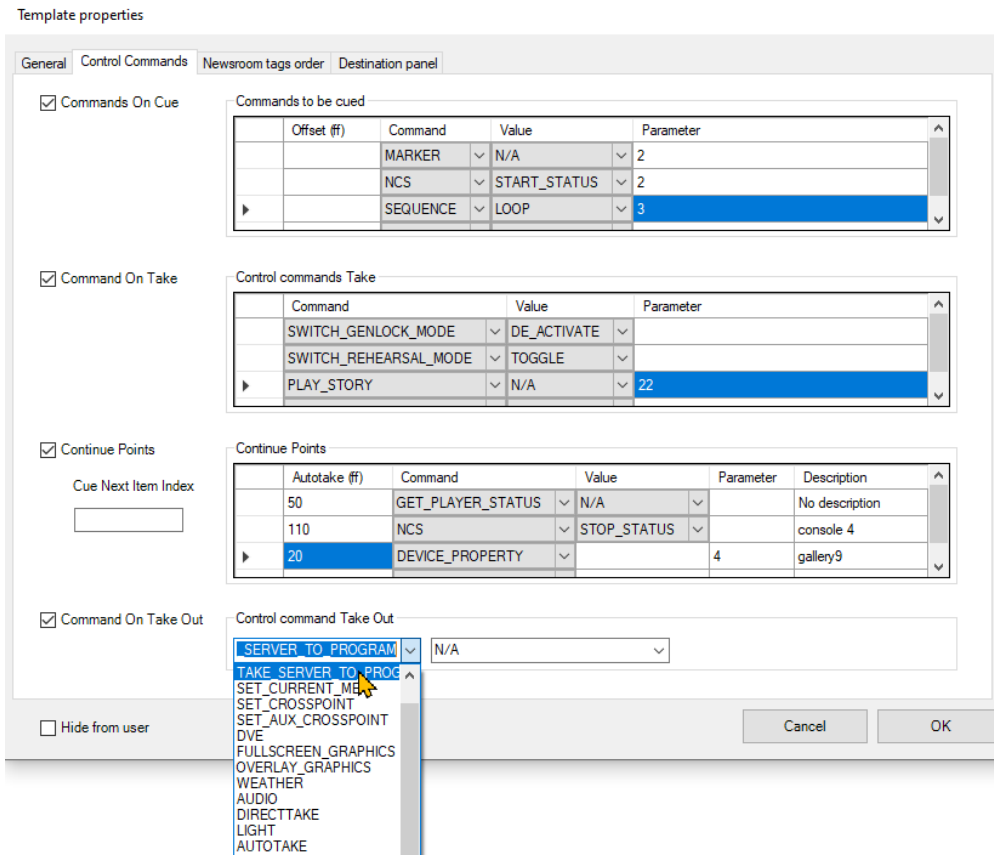 Template properties
General Control Commands Newsroom tags order Destination panel
Commands On Cue
Commands to be cued
Offset (ff) Command Value Parameter
MARKER N/A 2
NCS START_STATUS 2
SEQUENCE LOOP 3
Command On Take
Control commands Take
Command Value Parameter
SWITCH_GENLOCK_MODE DE_ACTIVATE
SWITCH_REHEARSAL_MODE TOGGLE
PLAY_STORY N/A 22
Continue Points
Cue Next Item Index
Continue Points
Autotake (ff) Command Value Parameter Description
50 GET_PLAYER_STATUS N/A No description
110 NCS STOP_STATUS console 4
20 DEVICE_PROPERTY 4 gallery9
Command On Take Out
Control command Take Out
_SERVER_TO_PROGRAM N/A
TAKE_SERVER_TO_PROG
SET_CURRENT_ME
SET_CROSSPOINT
SET_AUX_CROSSPOINT
DVE
FULLSCREEN_GRAPHICS
OVERLAY_GRAPHICS
WEATHER
AUDIO
DIRECTTAKE
LIGHT
AUTOTAKE
Hide from user
Cancel OK